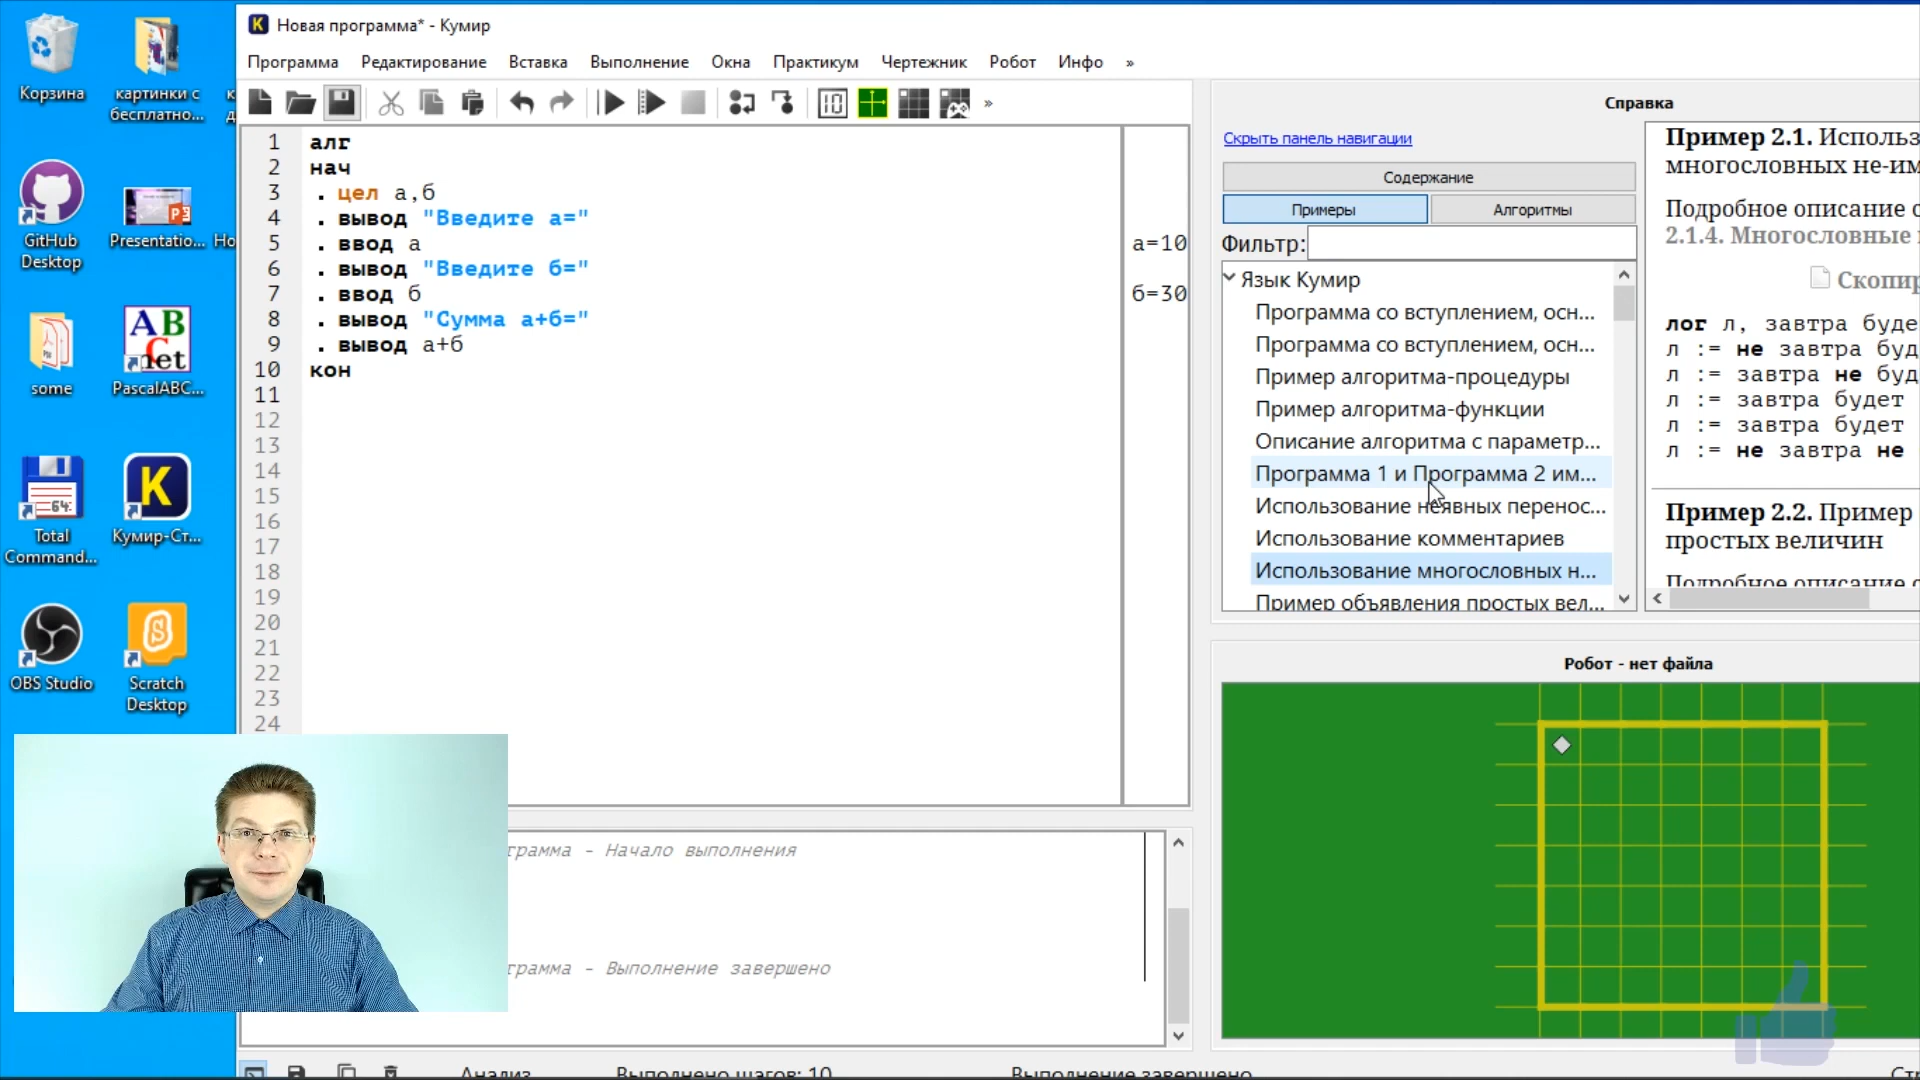 Корзина
картинки с
бесплатно...
GitHub
Desktop
Presentatio...
Но
some
PascalABC...
Total
Command...
Кумир-Ст...
OBS Studio
Scratch
Desktop
Новая программа* - Кумир
Программа Редактирование Вставка Выполнение Окна Практикум Чертежник Робот Инфо »
1 алг
2 нач
3 . цел а,б
4 . вывод "Введите а="
5 . ввод а
а=10
6 . вывод "Введите б="
7 . ввод б
б=30
8 . вывод "Сумма а+б="
9 . вывод а+б
10 кон
11
12
13
14
15
16
17
18
19
20
21
22
23
24
грамма - Начало выполнения
грамма - Выполнение завершено
Анализ
Выполнено шагов: 10
Выполнение завершено
Справка
Скрыть панель навигации
Содержание
Примеры
Алгоритмы
Фильтр:
Язык Кумир
Программа со вступлением, осн...
Программа со вступлением, осн...
Пример алгоритма-процедуры
Пример алгоритма-функции
Описание алгоритма с параметр...
Программа 1 и Программа 2 им...
Использование неявных перенос...
Использование комментариев
Использование многословных н...
Пример объявления простых вел...
Пример 2.1. Использ
многословных не-им
Подробное описание о
2.1.4. Многословные
Скопир
лог л, завтра буде
л := не завтра буд
л := завтра не буд
л := завтра будет
л := завтра будет
л := не завтра не
Пример 2.2. Пример
простых величин
Подробное описание о
Робот - нет файла